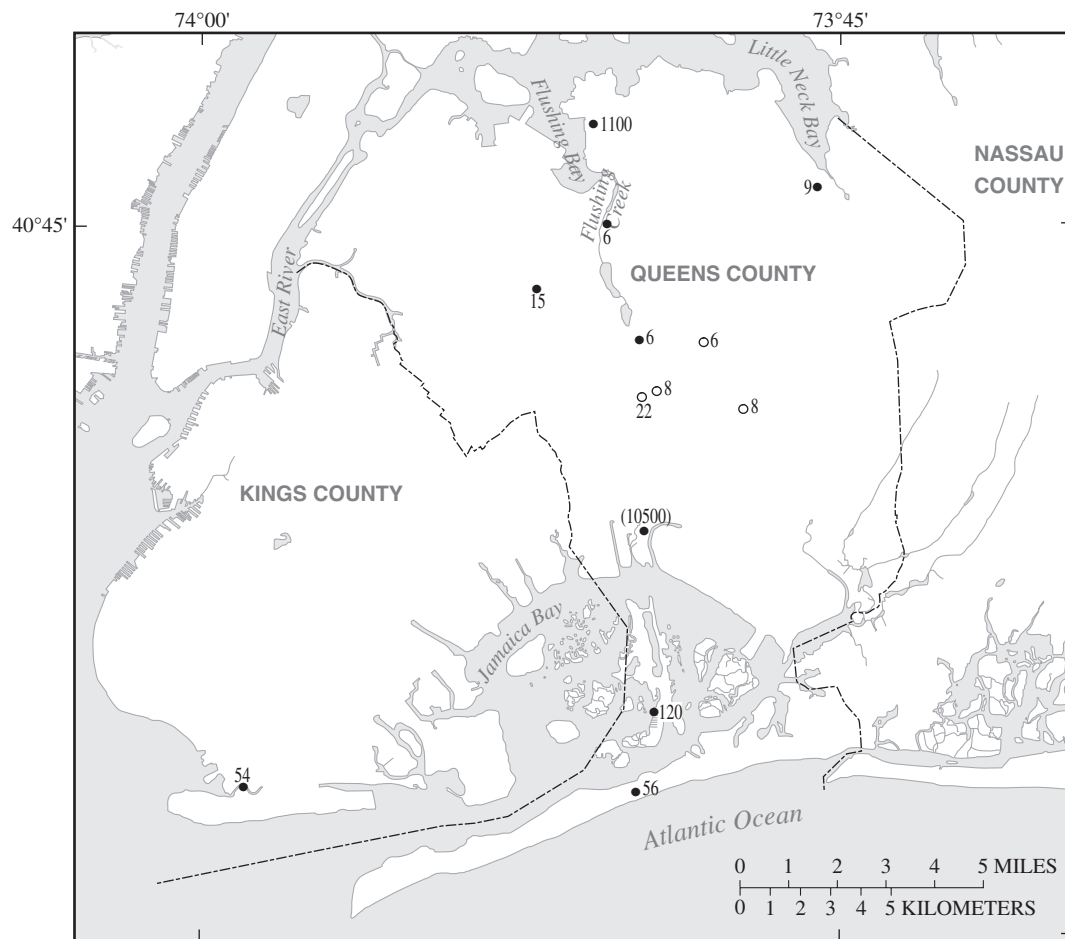 74°00'
73°45'
Little Neck Bay
Flushing Bay
1100
NASSAU
COUNTY
9
Flushing
Creek
40°45'
6
QUEENS COUNTY
East River
15
6
6
8
22
8
KINGS COUNTY
(10500)
Jamaica Bay
120
54
56
Atlantic Ocean
0 1 2 3 4 5 MILES
0 1 2 3 4 5 KILOMETERS